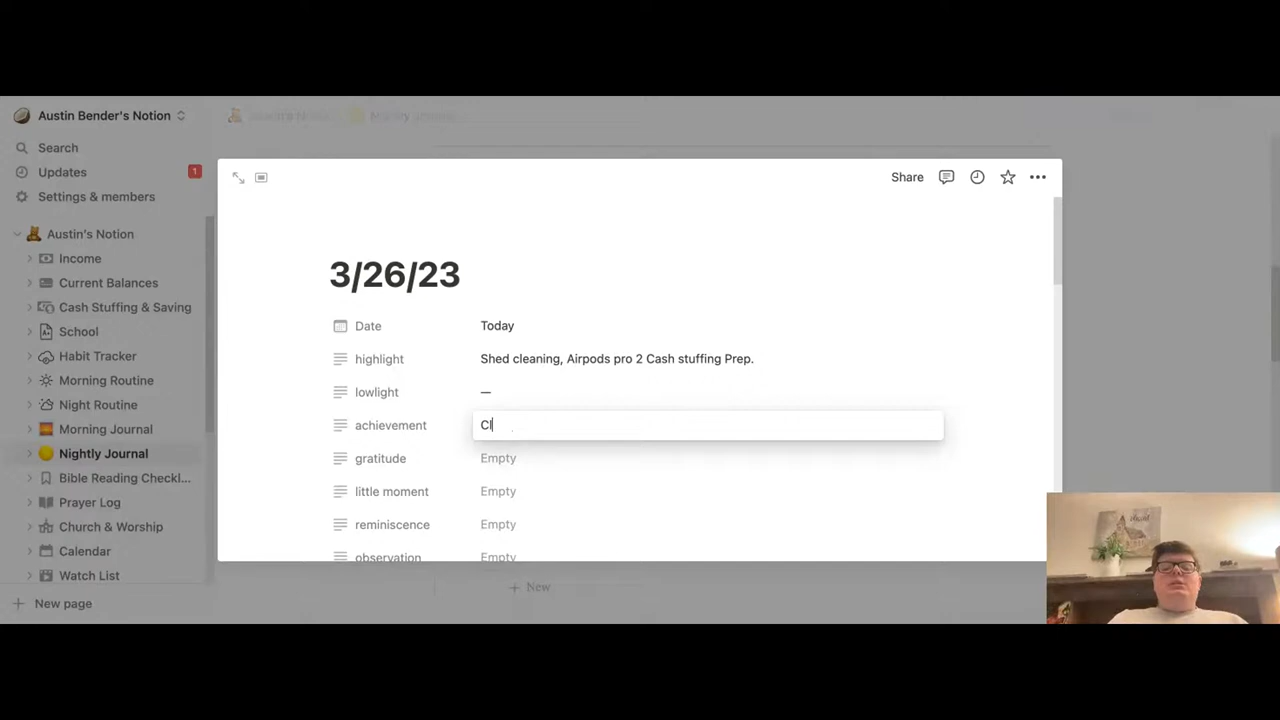 Austin Bender's Notion
Search
Updates 1
Settings & members
Austin's Notion
Income
Current Balances
Cash Stuffing & Saving
School
Habit Tracker
Morning Routine
Night Routine
Morning Journal
Nightly Journal
Bible Reading Checkl...
Prayer Log
Church & Worship
Calendar
Watch List
New page
Share
3/26/23
Date Today
highlight Shed cleaning, Airpods pro 2 Cash stuffing Prep.
lowlight —
achievement Cl
gratitude Empty
little moment Empty
reminiscence Empty
observation Empty
New